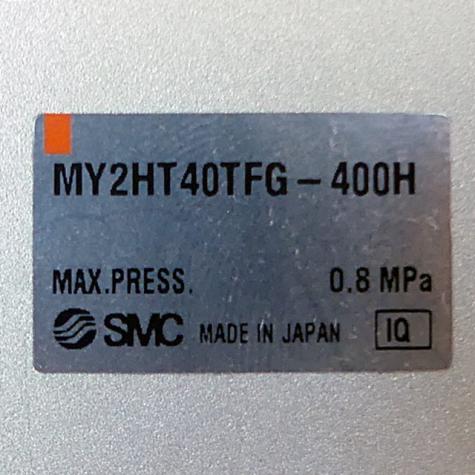 MY2HT40TFG-400H
MAX.PRESS. 0.8 MPa
SMC MADE IN JAPAN IQ